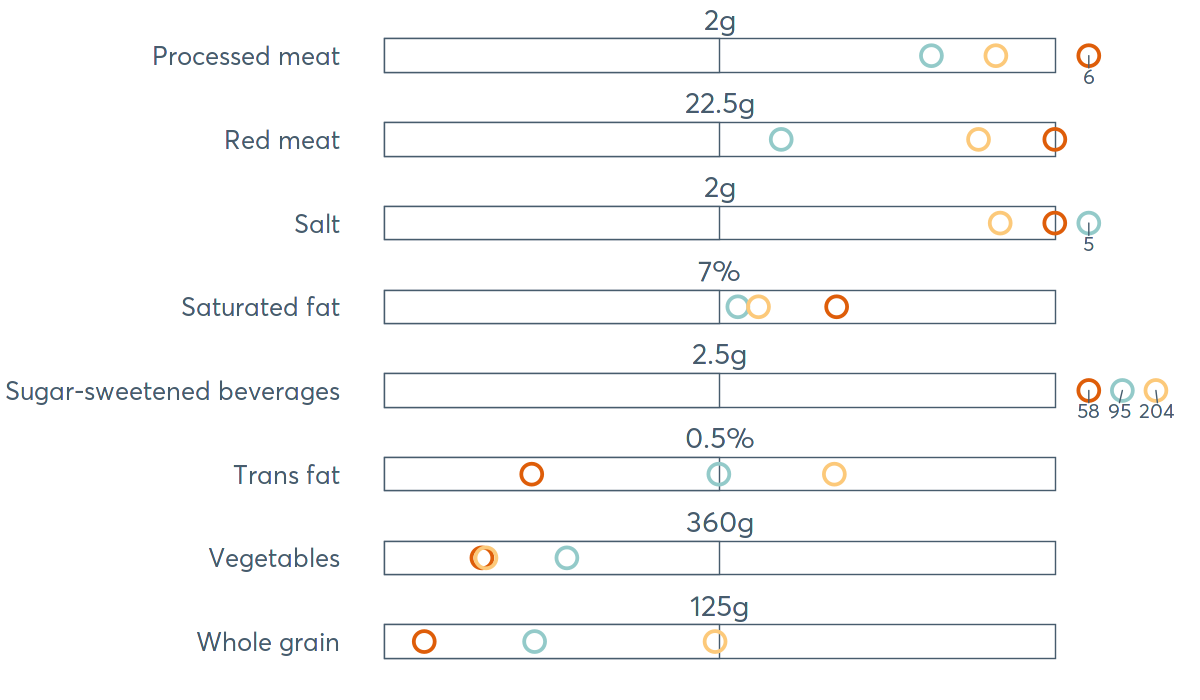 2g
Processed meat
6
22.5g
Red meat
2g
Salt
5
7%
Saturated fat
2.5g
Sugar-sweetened beverages
58 95 204
0.5%
Trans fat
360g
Vegetables
125g
Whole grain